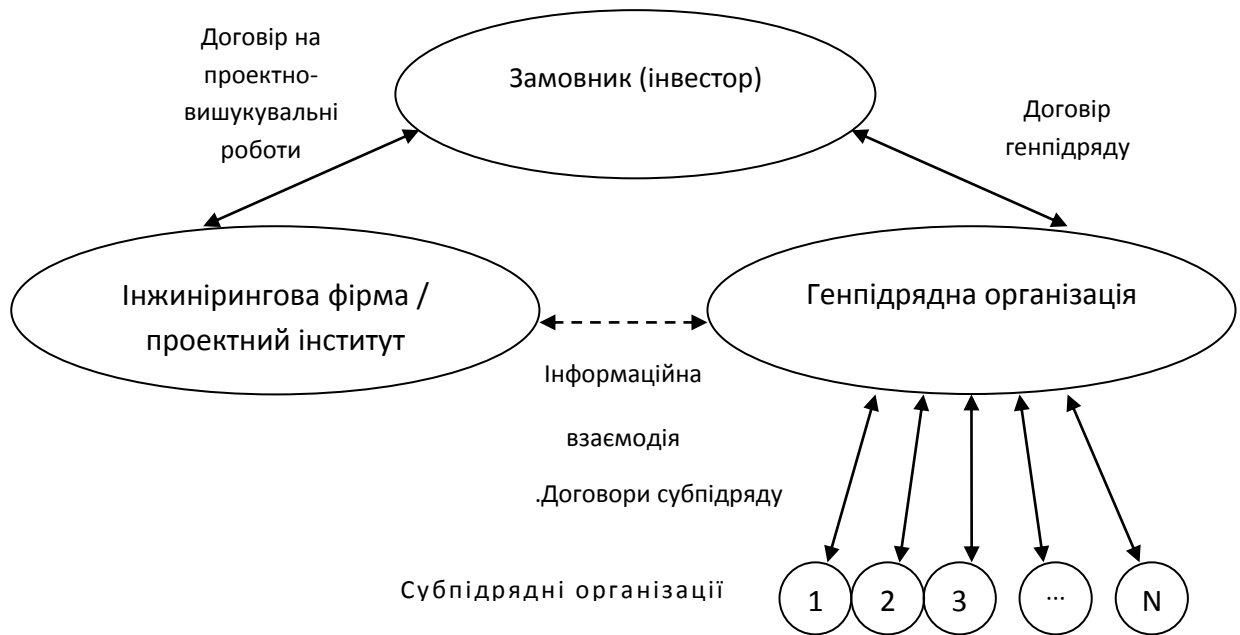 Договір на
проектно-
вишукувальні
роботи
Замовник (інвестор)
Договір
генпідряду
Інжинірингова фірма /
проектний інститут
Генпідрядна організація
Інформаційна
взаємодія
.Договори субпідряду
Субпідрядні організації
1 2 3 ... N